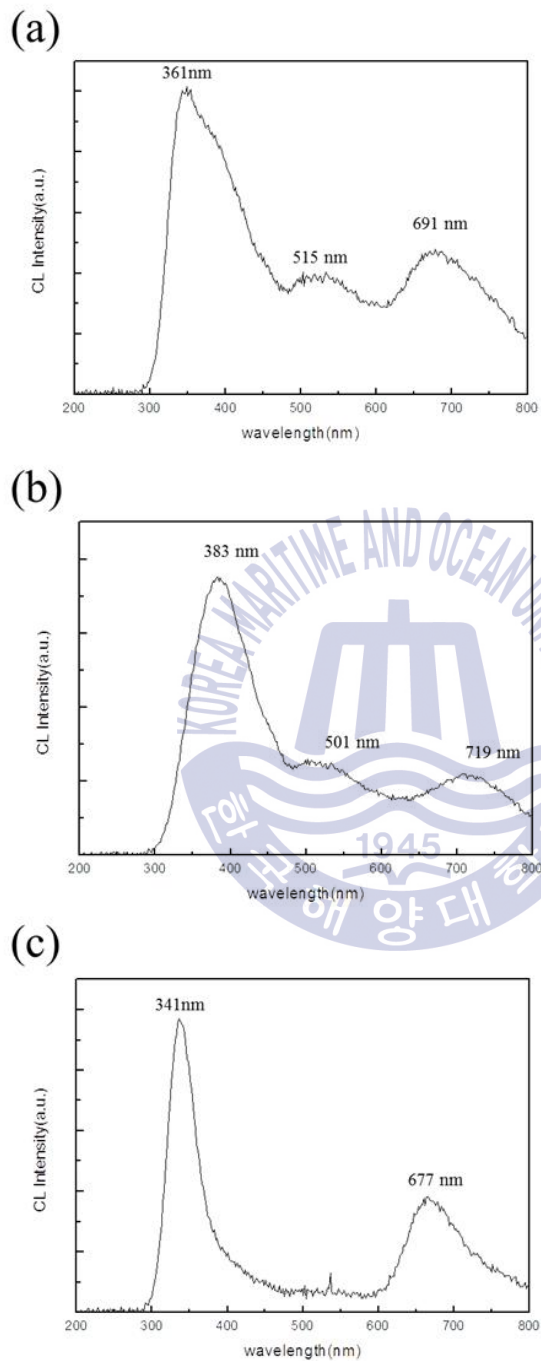 (a)
361nm
691 nm
515 nm
CL Intensity(a.u.)
200 300 400 500 600 700 800
wavelength(nm)
(b)
383 nm
501 nm
719 nm
CL Intensity(a.u.)
200 300 400 500 600 700 800
wavelength(nm)
KOREA MARITIME AND OCEAN
1945
해양대
(c)
341nm
677 nm
CL Intensity(a.u.)
200 300 400 500 600 700 800
wavelength(nm)